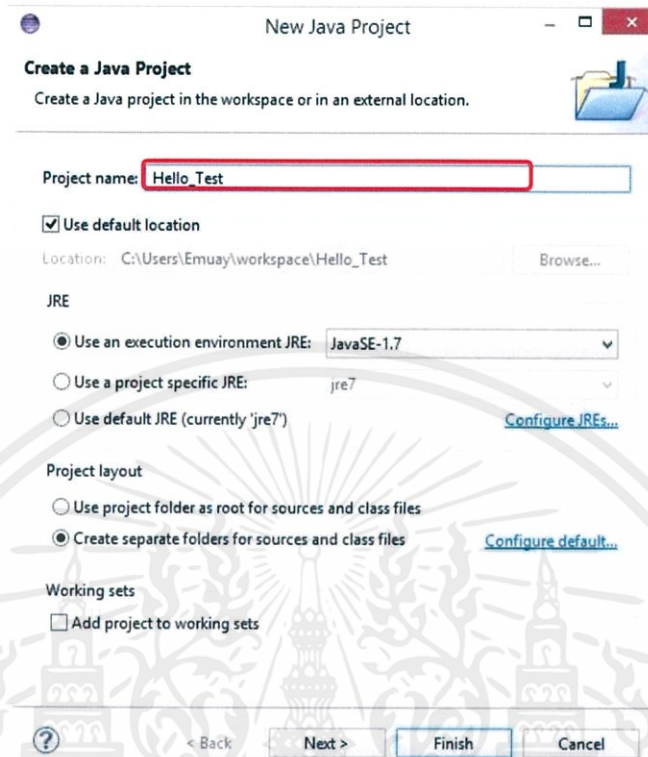 New Java Project
Create a Java Project
Create a Java project in the workspace or in an external location.
Project name: Hello_Test
Use default location
Location: C:\Users\Emuay\workspace\Hello_Test Browse...
JRE
Use an execution environment JRE: JavaSE-1.7
Use a project specific JRE: jre7
Use default JRE (currently 'jre7') Configure JREs...
Project layout
Use project folder as root for sources and class files
Create separate folders for sources and class files Configure default...
Working sets
Add project to working sets
? < Back Next > Finish Cancel